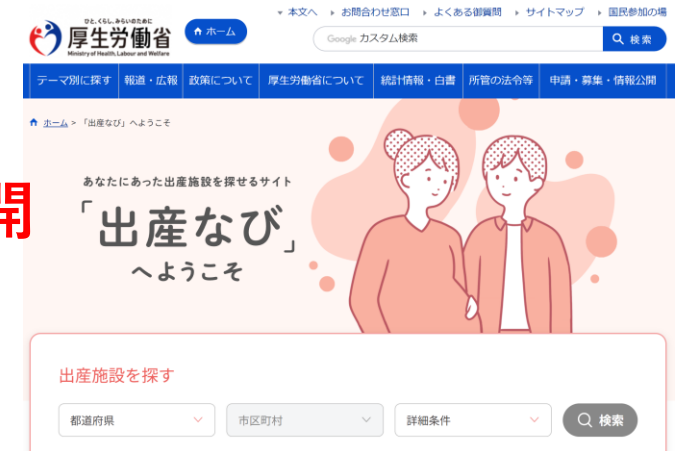 本文へ お問合わせ窓口 よくある御質問 サイトマップ 国民参加の場
ひと、くらし、みらいのために
厚生労働省
Ministry of Health, Labour and Welfare
ホーム
Google カスタム検索
検索
テーマ別に探す 報道・広報 政策について 厚生労働省について 統計情報・白書 所管の法令等 申請・募集・情報公開
ホーム > 「出産なび」へようこそ
あなたにあった出産施設を探せるサイト
開
「出産なび」
へようこそ
出産施設を探す
都道府県 市区町村 詳細条件 検索